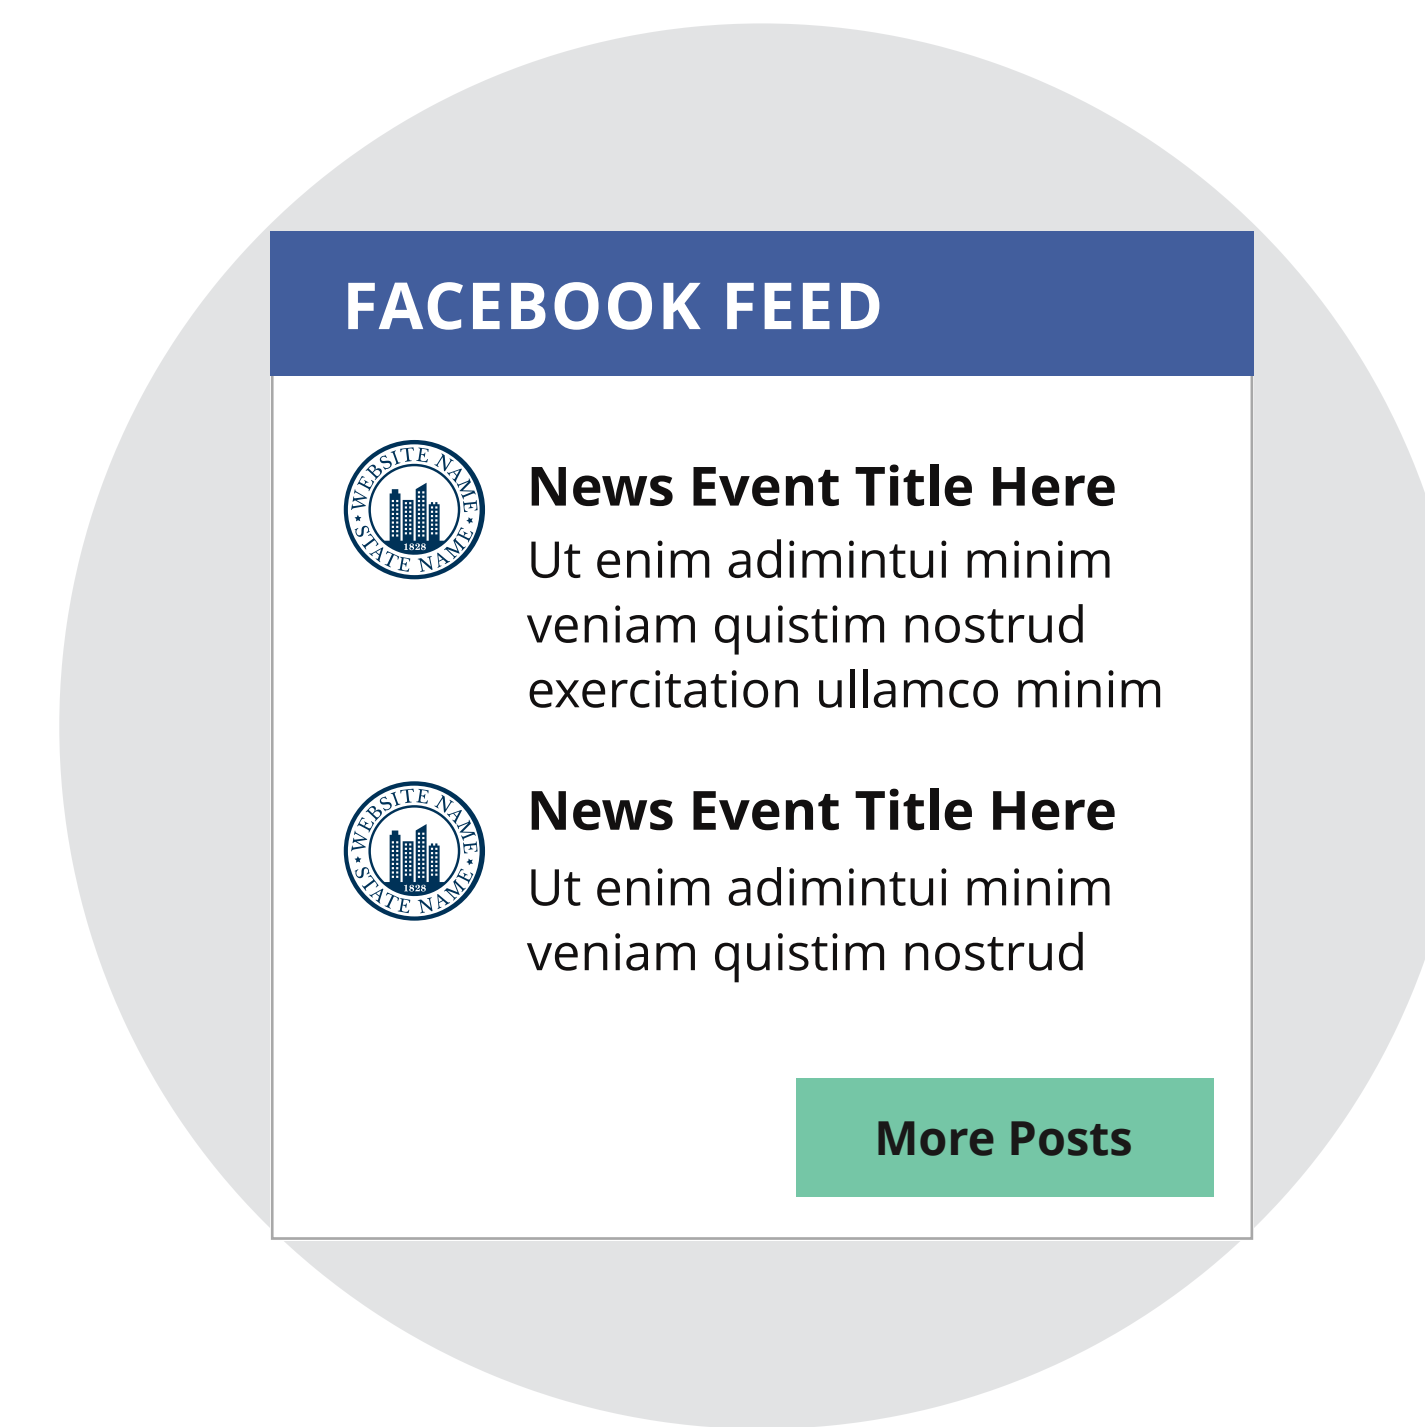 FACEBOOK FEED
WEBSITE NAME
1828
STATE NAME
News Event Title Here
Ut enim adimintui minim
veniam quistim nostrud
exercitation ullamco minim
WEBSITE NAME
1828
STATE NAME
News Event Title Here
Ut enim adimintui minim
veniam quistim nostrud
More Posts